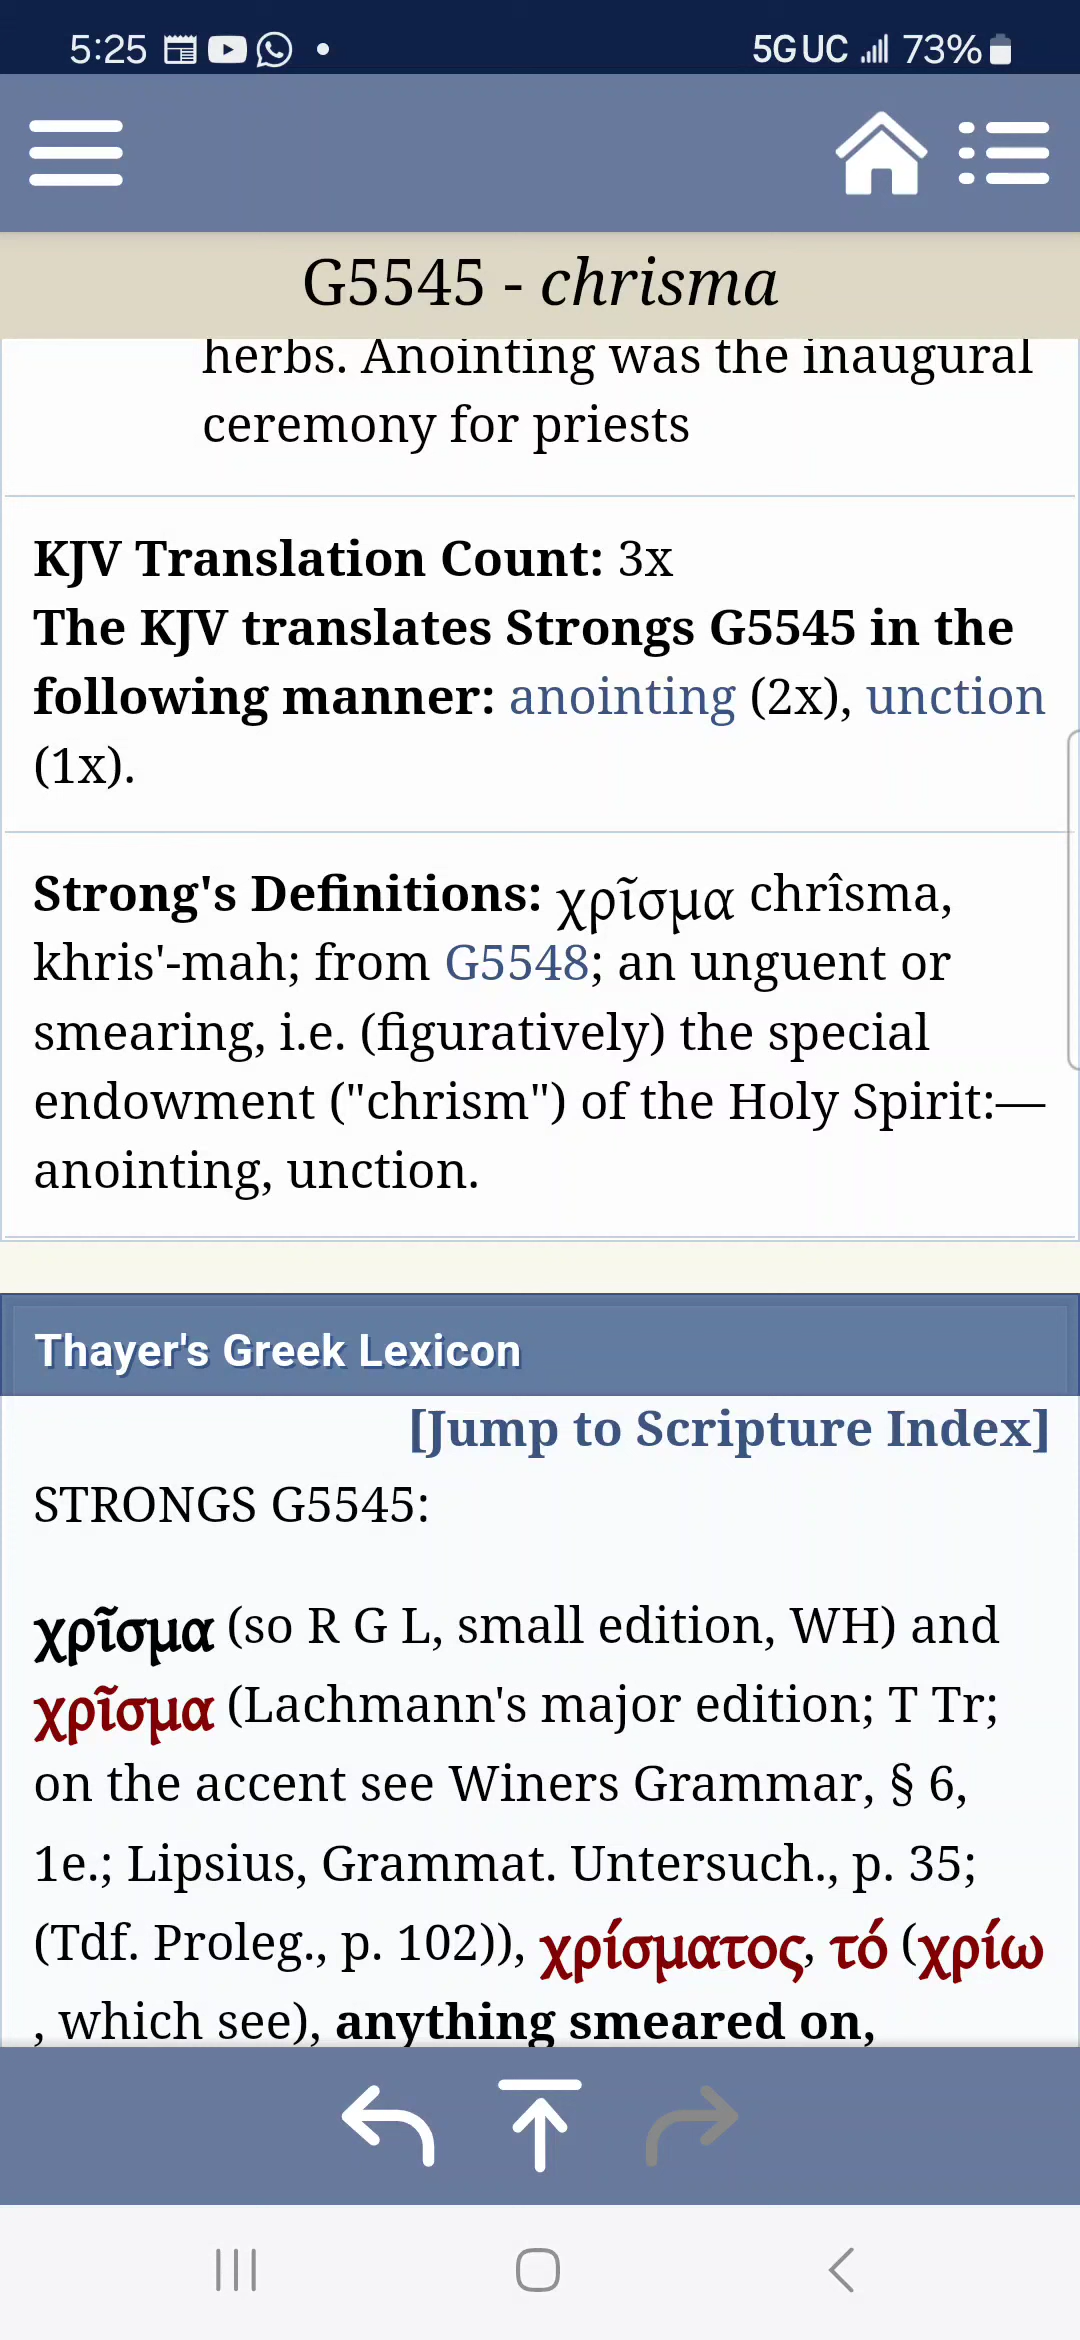 5:25
5G UC 73%
G5545 - chrisma
herbs. Anointing was the inaugural
ceremony for priests
KJV Translation Count: 3x
The KJV translates Strongs G5545 in the
following manner: anointing (2x), unction
(1x).
Strong's Definitions: χρῖσμα chrîsma,
khris'-mah; from G5548; an unguent or
smearing, i.e. (figuratively) the special
endowment ("chrism") of the Holy Spirit:—
anointing, unction.
Thayer's Greek Lexicon
[Jump to Scripture Index]
STRONGS G5545:
χρῖσμα (so R G L, small edition, WH) and
χρῖσμα (Lachmann's major edition; T Tr;
on the accent see Winers Grammar, § 6,
1e.; Lipsius, Grammat. Untersuch., p. 35;
(Tdf. Proleg., p. 102)), χρίσματος, τό (χρίω
, which see), anything smeared on,